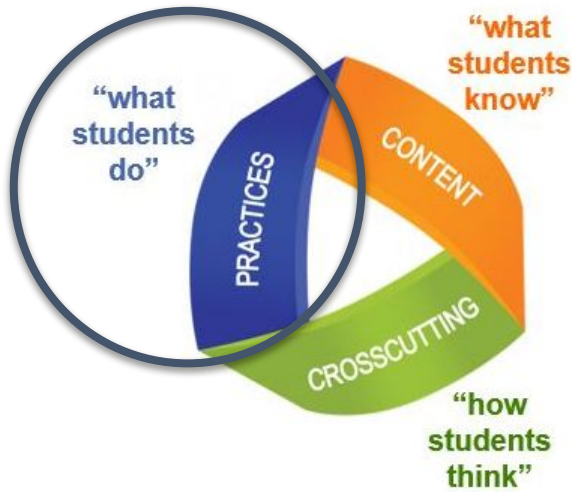 “what
students
do”
PRACTICES
“what
students
know”
CONTENT
CROSSCUTTING
“how
students
think”